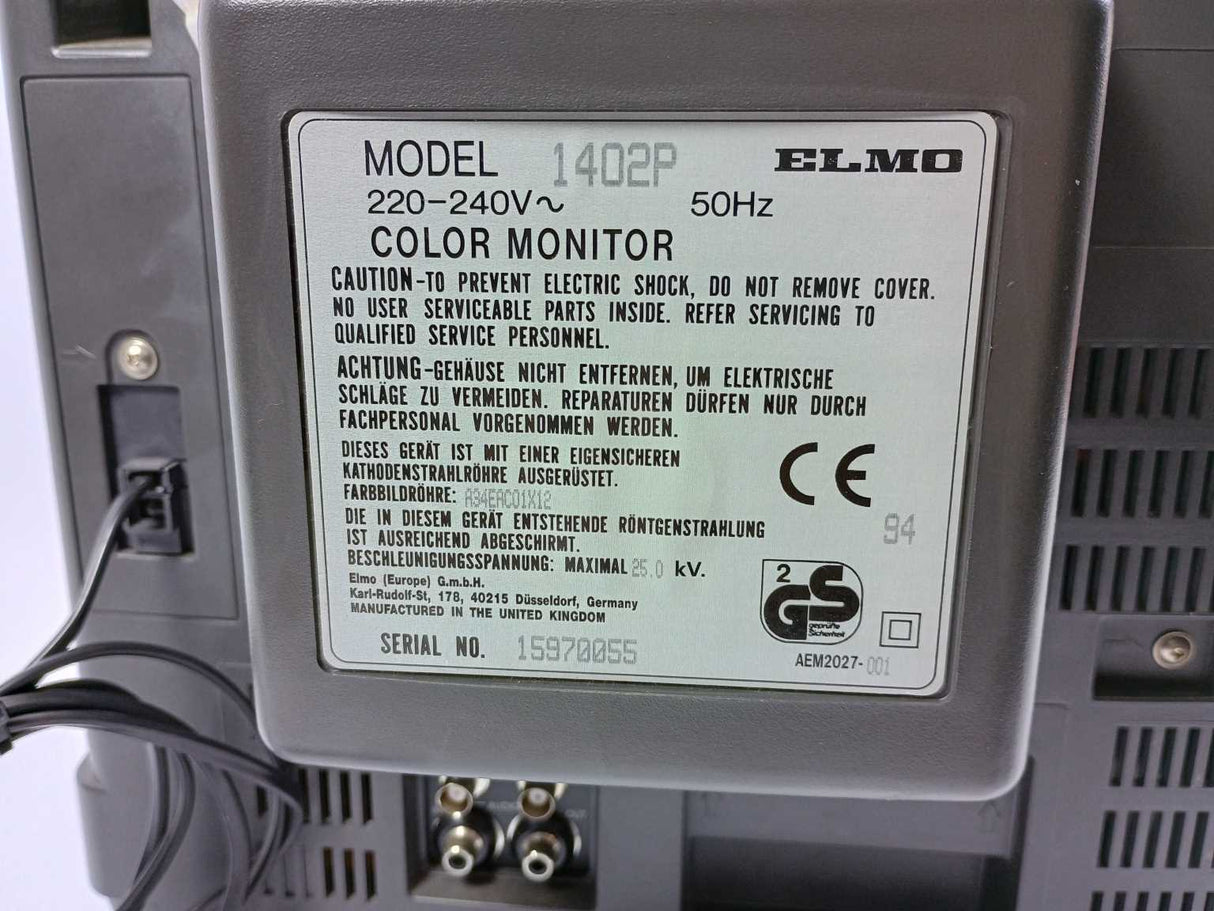 MODEL 1402P ELMO
220-240V~ 50Hz
COLOR MONITOR
CAUTION-TO PREVENT ELECTRIC SHOCK, DO NOT REMOVE COVER.
NO USER SERVICEABLE PARTS INSIDE. REFER SERVICING TO
QUALIFIED SERVICE PERSONNEL.
ACHTUNG-GEHÄUSE NICHT ENTFERNEN, UM ELEKTRISCHE
SCHLÄGE ZU VERMEIDEN. REPARATUREN DÜRFEN NUR DURCH
FACHPERSONAL VORGENOMMEN WERDEN.
DIESES GERÄT IST MIT EINER EIGENSICHEREN
KATHODENSTRAHLRÖHRE AUSGERÜSTET.
FARBBILDRÖHRE: A34EAC01X12
CE
DIE IN DIESEM GERÄT ENTSTEHENDE RÖNTGENSTRAHLUNG
IST AUSREICHEND ABGESCHIRMT.
94
BESCHLEUNIGUNGSSPANNUNG: MAXIMAL 25.0 kV.
Elmo (Europe) G.m.b.H.
Karl-Rudolf-St, 178, 40215 Düsseldorf, Germany
MANUFACTURED IN THE UNITED KINGDOM
2
GS
geprüfte
Sicherheit
SERIAL NO. 15970055
AEM2027-001